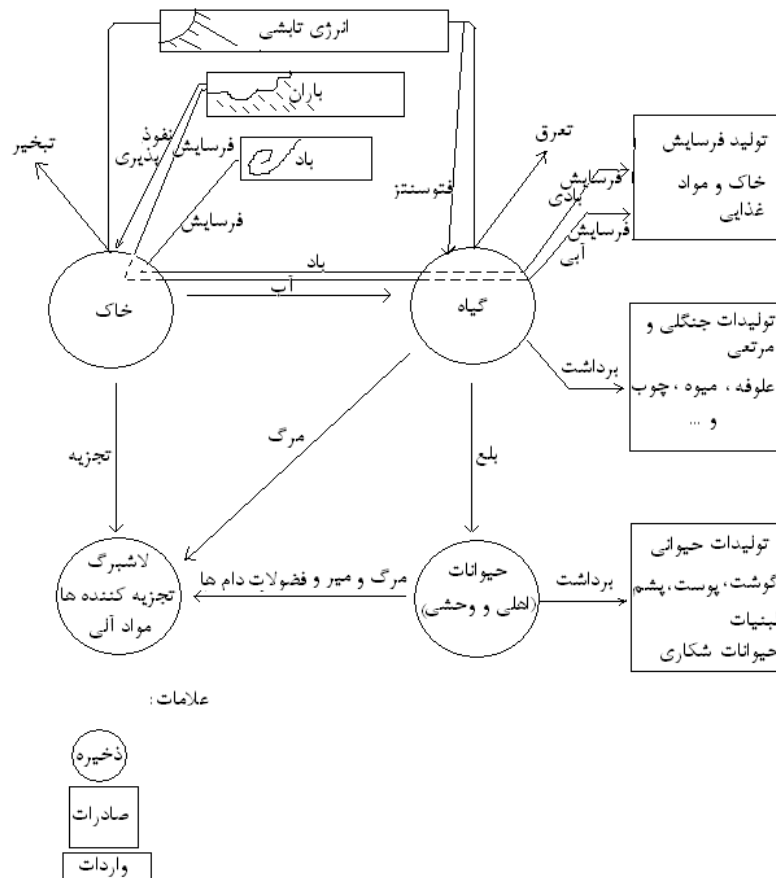 انرژی تابشی
باران
باد
تبخیر
نفوذ
پذیری
فرسایش
فرسایش
فتوسنتز
تعرق
فرسایش
بادی
فرسایش
آبی
تولید فرسایش
خاک و مواد
غذایی
باد
آب
خاک
گیاه
تولیدات جنگلی و
مرتعی
علوفه ، میوه ، چوب
و ...
برداشت
مرگ
تجزیه
بلع
لاشبرگ
تجزیه کننده ها
مواد آلی
مرگ و میر و فضولات دام ها
حیوانات
(اهلی و وحشی)
برداشت
تولیدات حیوانی
گوشت، پوست، پشم
لبنیات
حیوانات شکاری
علامات :
ذخیره
صادرات
واردات